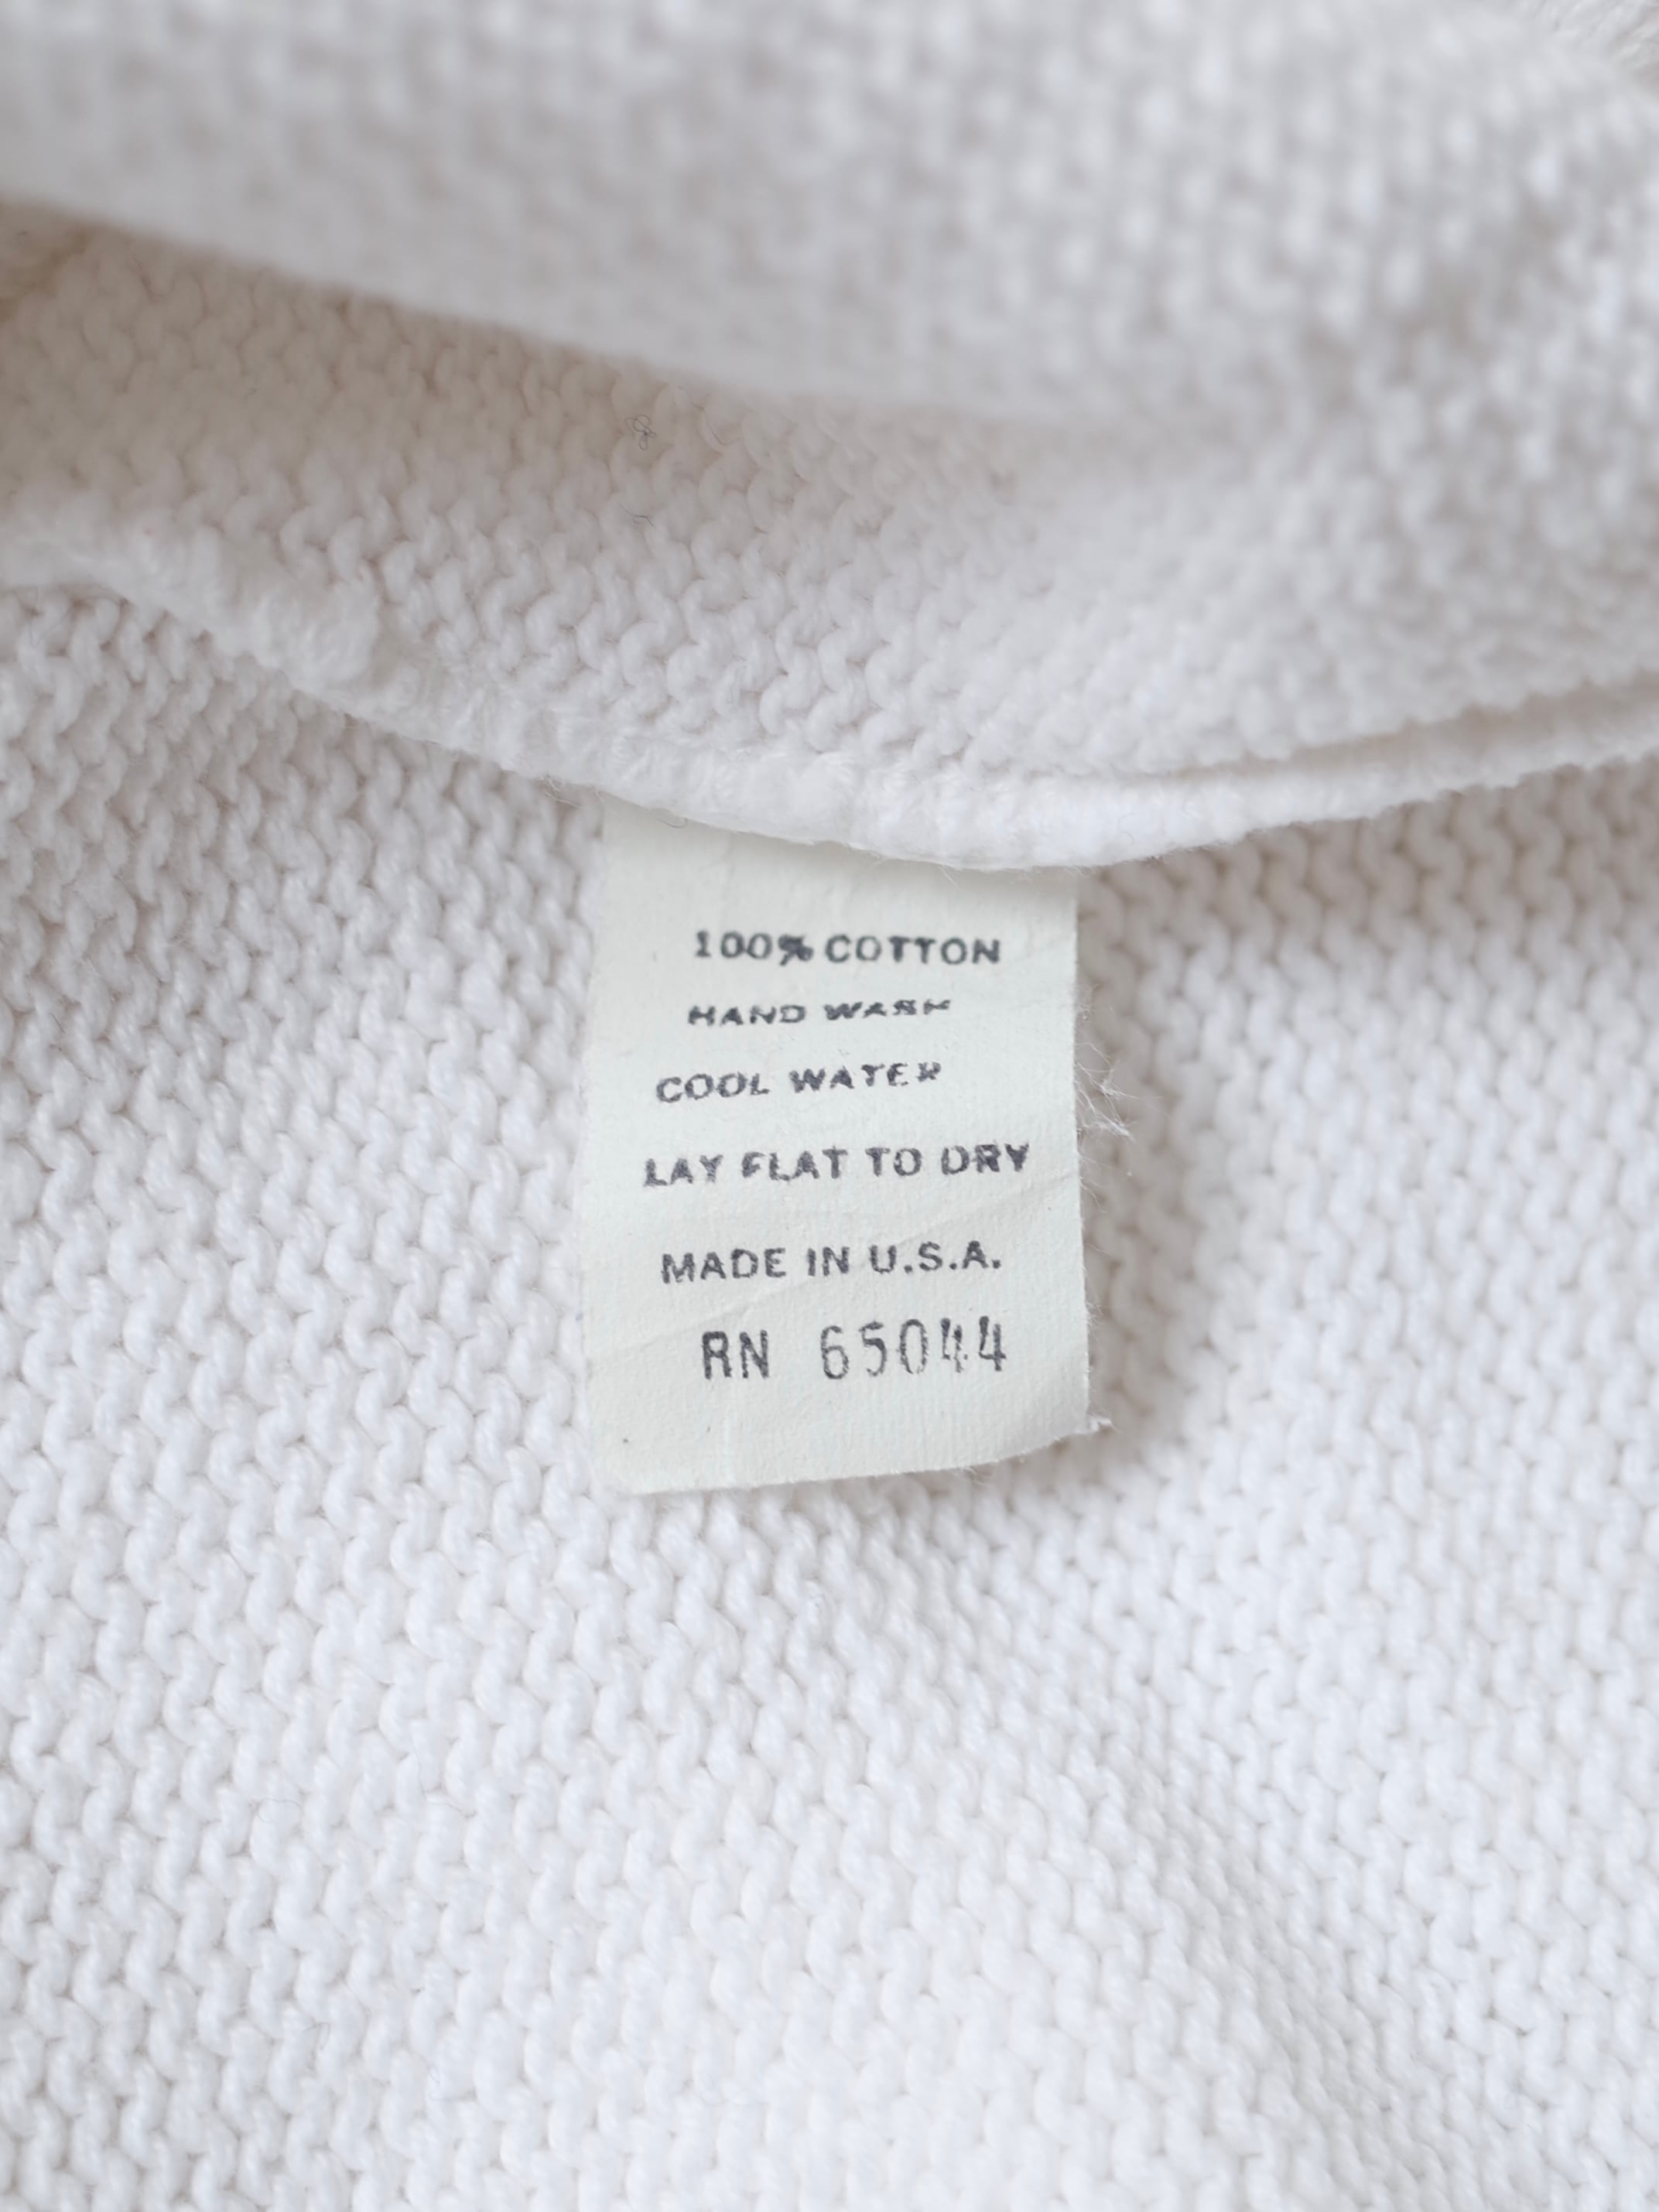 100% COTTON
HAND WASH
COOL WATER
LAY FLAT TO DRY
MADE IN U.S.A.
RN 65044